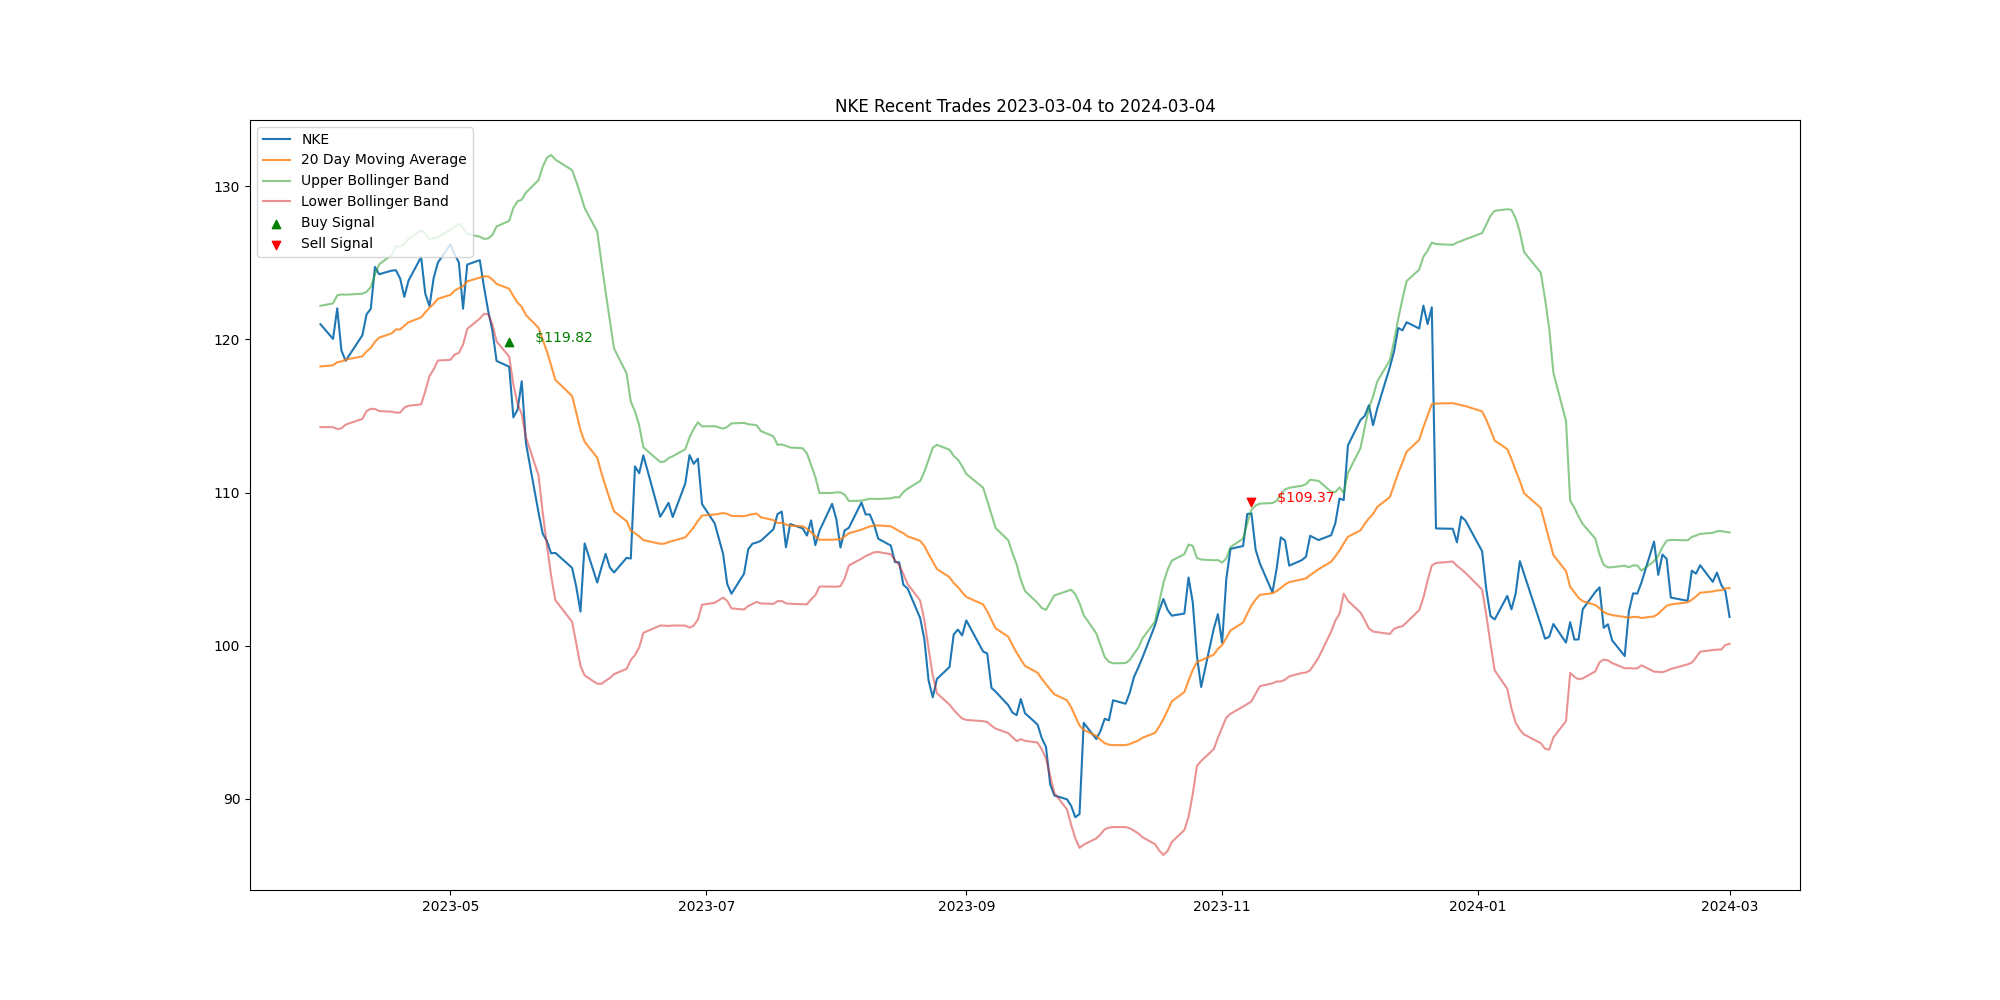 NKE Recent Trades 2023-03-04 to 2024-03-04
NKE
20 Day Moving Average
Upper Bollinger Band
Lower Bollinger Band
Buy Signal
Sell Signal
130
120
110
100
90
$119.82
$109.37
2023-05
2023-07
2023-09
2023-11
2024-01
2024-03